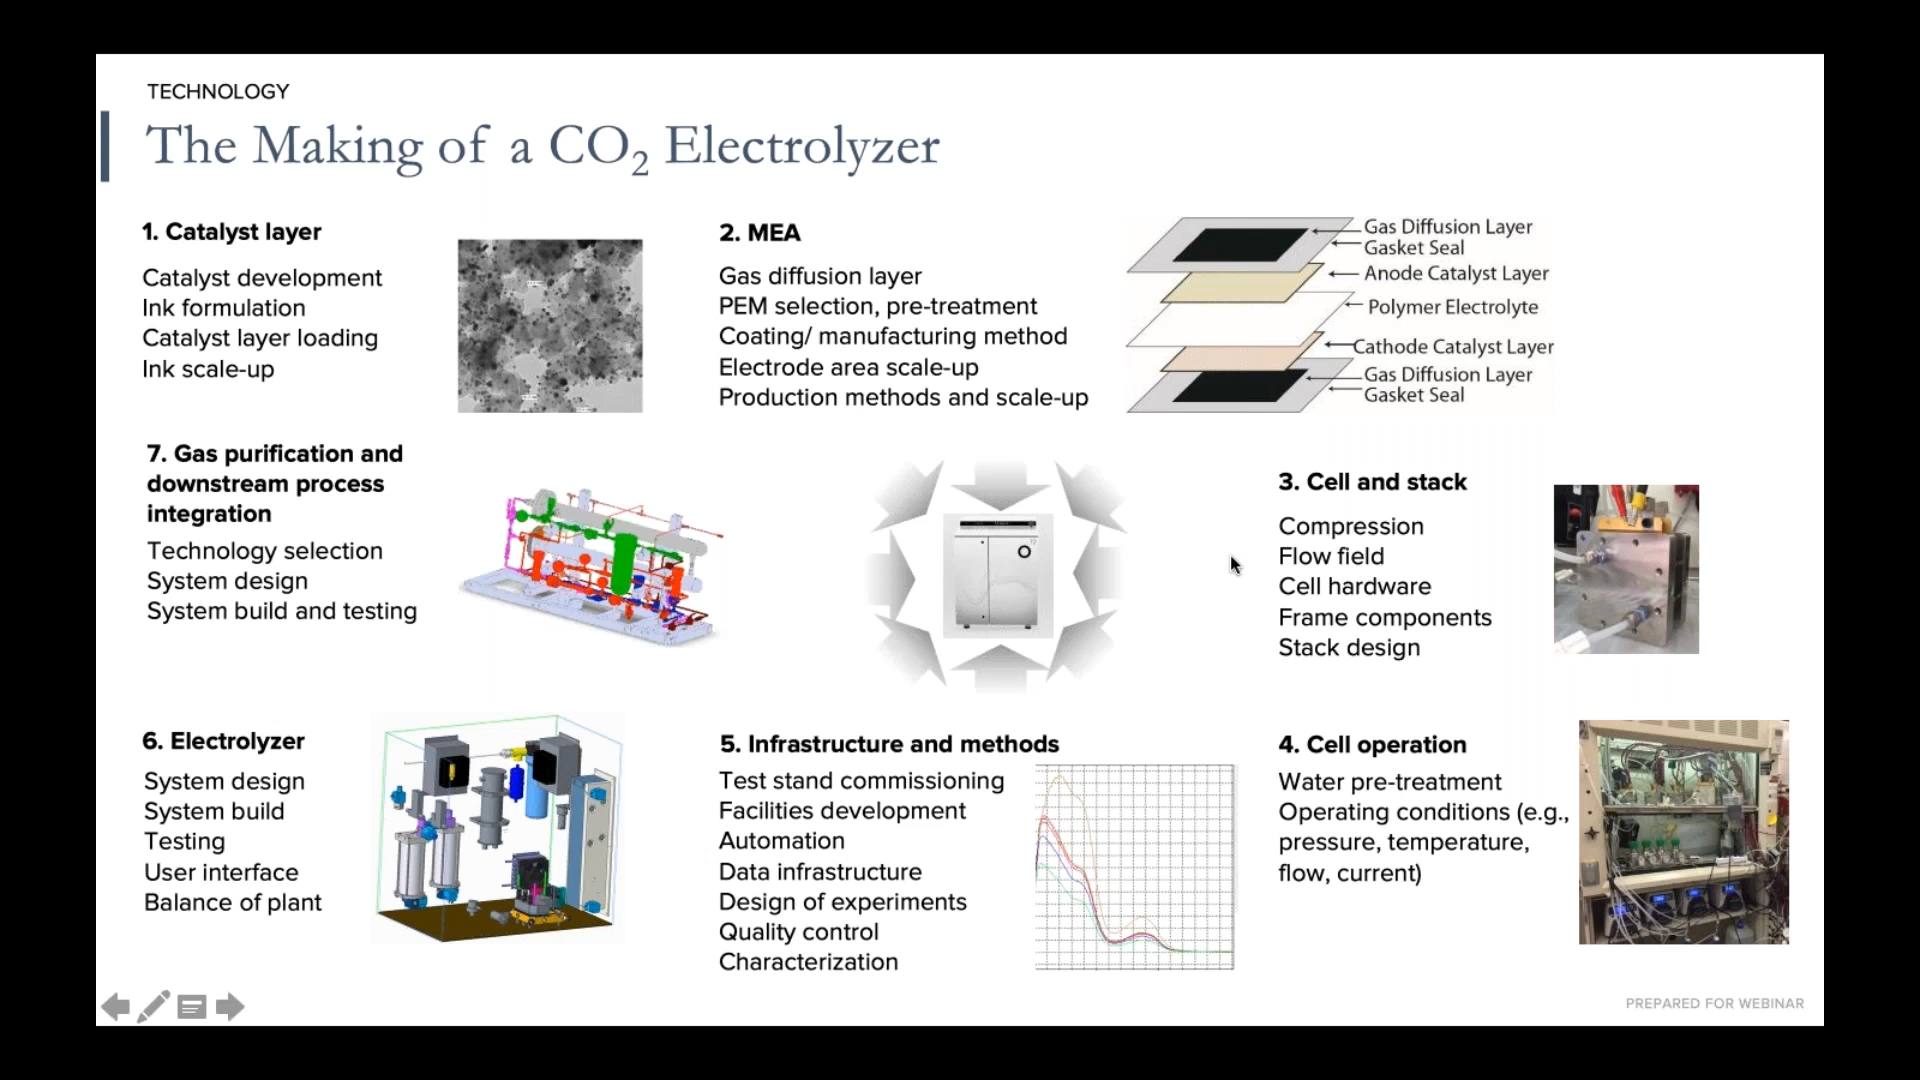 TECHNOLOGY
The Making of a CO2 Electrolyzer
1. Catalyst layer
Catalyst development
Ink formulation
Catalyst layer loading
Ink scale-up
2. MEA
Gas diffusion layer
PEM selection, pre-treatment
Coating/ manufacturing method
Electrode area scale-up
Production methods and scale-up
Gas Diffusion Layer
Gasket Seal
Anode Catalyst Layer
Polymer Electrolyte
Cathode Catalyst Layer
Gas Diffusion Layer
Gasket Seal
7. Gas purification and
downstream process
integration
Technology selection
System design
System build and testing
3. Cell and stack
Compression
Flow field
Cell hardware
Frame components
Stack design
6. Electrolyzer
System design
System build
Testing
User interface
Balance of plant
5. Infrastructure and methods
Test stand commissioning
Facilities development
Automation
Data infrastructure
Design of experiments
Quality control
Characterization
4. Cell operation
Water pre-treatment
Operating conditions (e.g.,
pressure, temperature,
flow, current)
PREPARED FOR WEBINAR